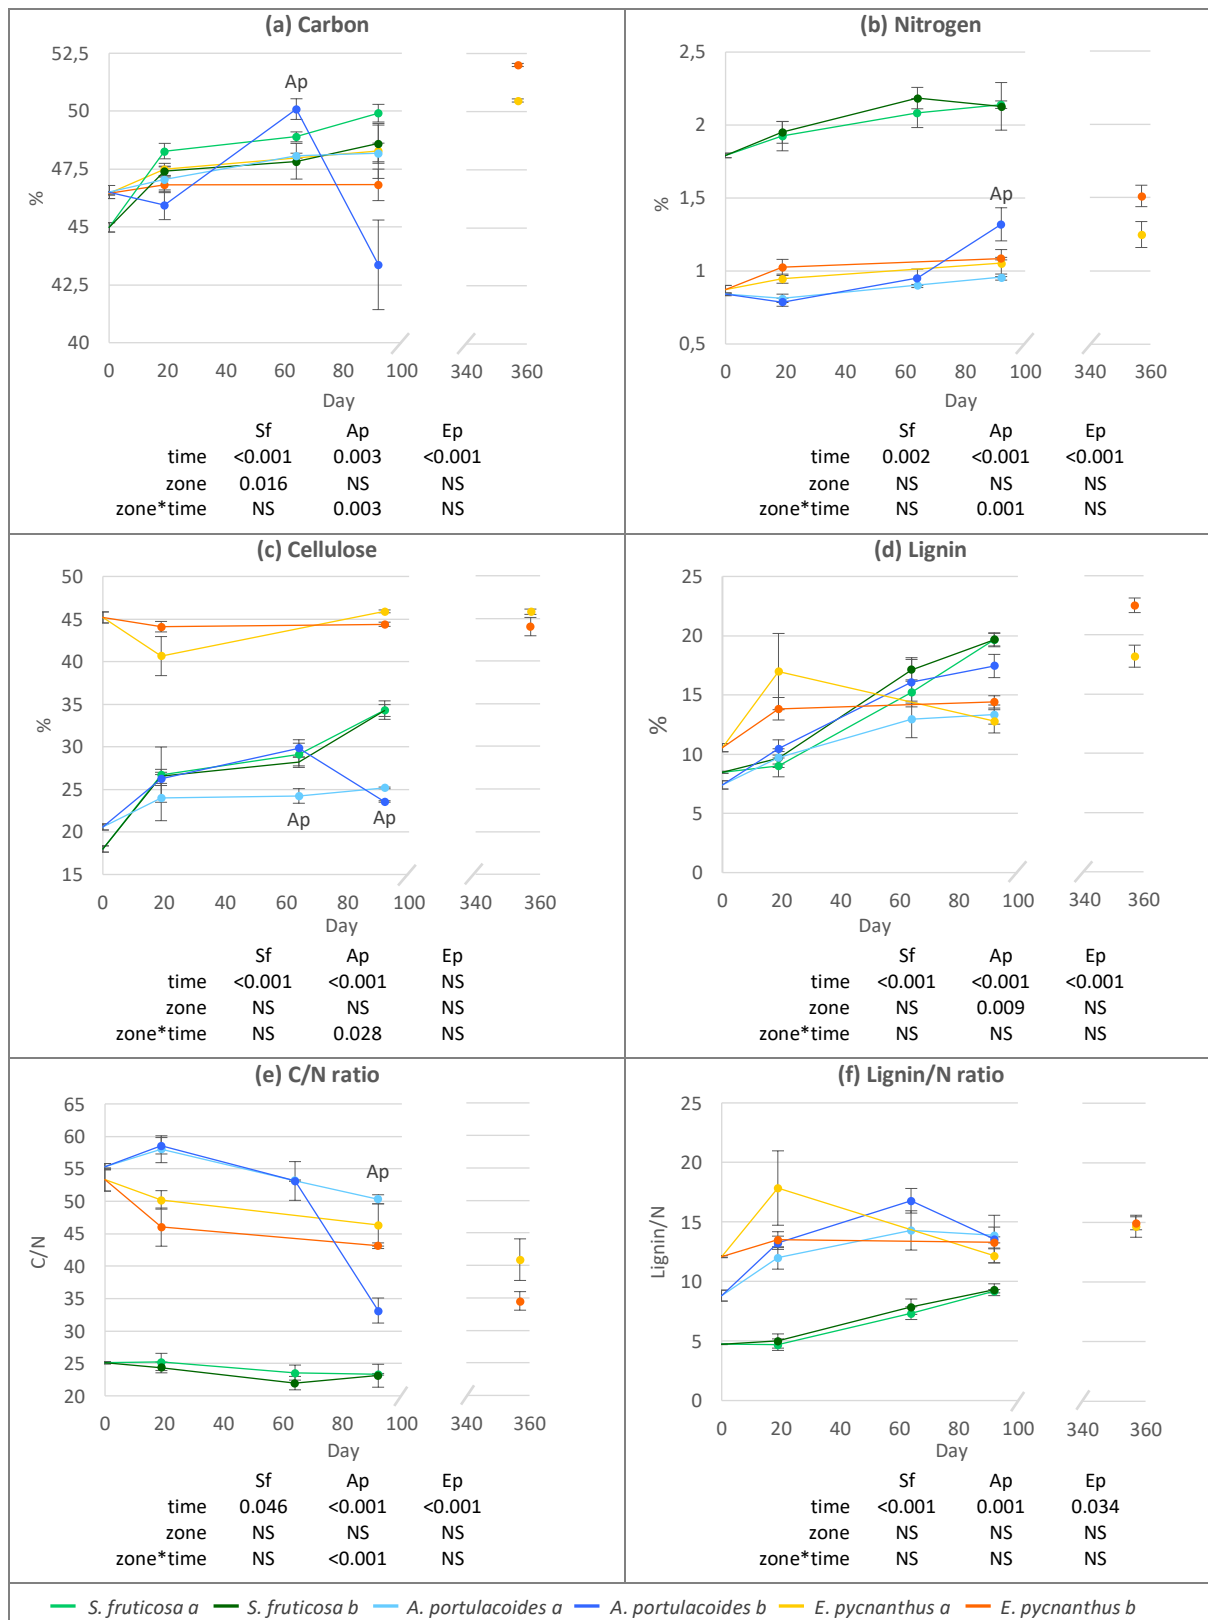 (a) Carbon
52,5
50
47,5
45
42,5
40
%
Ap
0 20 40 60 80 100 340 360
Day
Sf Ap Ep
time <0.001 0.003 <0.001
zone 0.016 NS NS
zone*time NS 0.003 NS
(b) Nitrogen
2,5
2
1,5
1
0,5
%
Ap
0 20 40 60 80 100 340 360
Day
Sf Ap Ep
time 0.002 <0.001 <0.001
zone NS NS NS
zone*time NS 0.001 NS
(c) Cellulose
50
45
40
35
30
25
20
15
%
Ap Ap
0 20 40 60 80 100 340 360
Day
Sf Ap Ep
time <0.001 <0.001 NS
zone NS NS NS
zone*time NS 0.028 NS
(d) Lignin
25
20
15
10
5
0
%
0 20 40 60 80 100 340 360
Day
Sf Ap Ep
time <0.001 <0.001 <0.001
zone NS 0.009 NS
zone*time NS NS NS
(e) C/N ratio
65
60
55
50
45
40
35
30
25
20
C/N
Ap
0 20 40 60 80 100 340 360
Day
Sf Ap Ep
time 0.046 <0.001 <0.001
zone NS NS NS
zone*time NS <0.001 NS
(f) Lignin/N ratio
25
20
15
10
5
0
Lignin/N
0 20 40 60 80 100 340 360
Day
Sf Ap Ep
time <0.001 0.001 0.034
zone NS NS NS
zone*time NS NS NS
S. fruticosa a S. fruticosa b A. portulacoides a A. portulacoides b E. pycnanthus a E. pycnanthus b